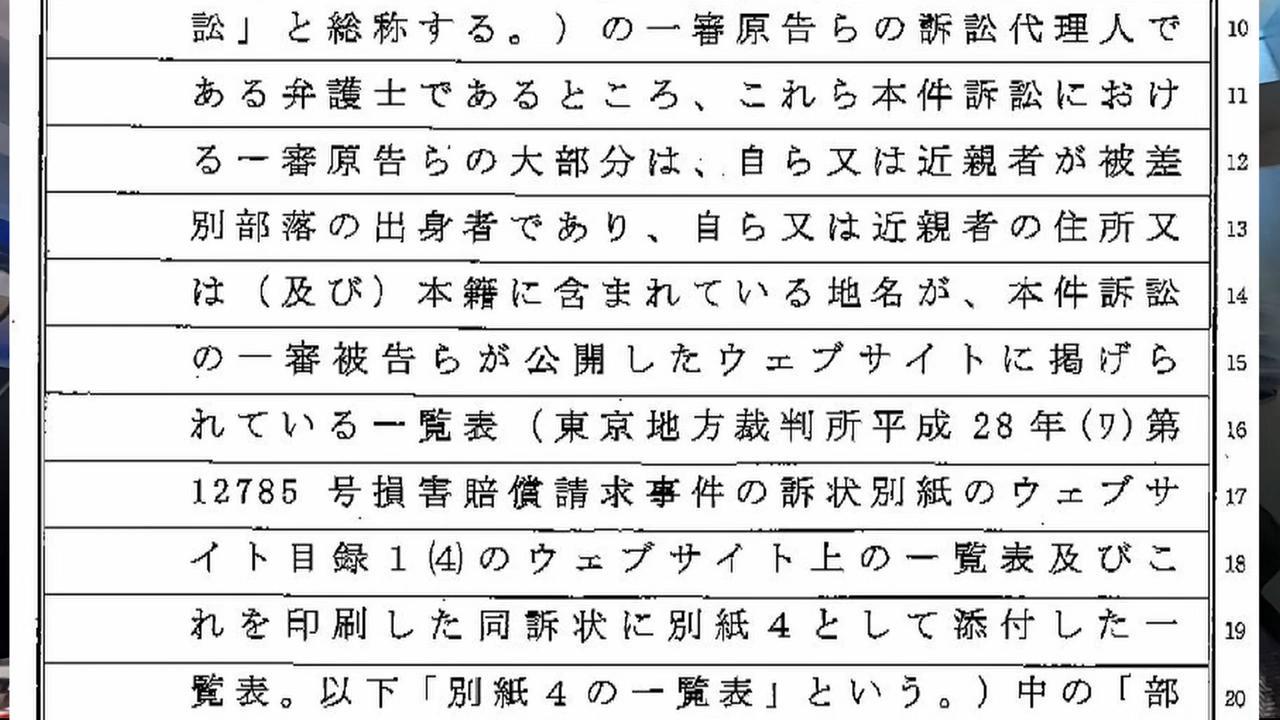 訟」と総称する。）の一審原告らの訴訟代理人で 10
ある弁護士であるところ、これら本件訴訟におけ 11
る一審原告らの大部分は、自ら又は近親者が被差 12
別部落の出身者であり、自ら又は近親者の住所又 13
は（及び）本籍に含まれている地名が、本件訴訟 14
の一審被告らが公開したウェブサイトに掲げら 15
れている一覧表（東京地方裁判所平成 28 年(ワ)第 16
12785 号損害賠償請求事件の訴状別紙のウェブサ 17
イト目録１⑷のウェブサイト上の一覧表及びこ 18
れを印刷した同訴状に別紙４として添付した一 19
覧表。以下「別紙４の一覧表」という。）中の「部 20